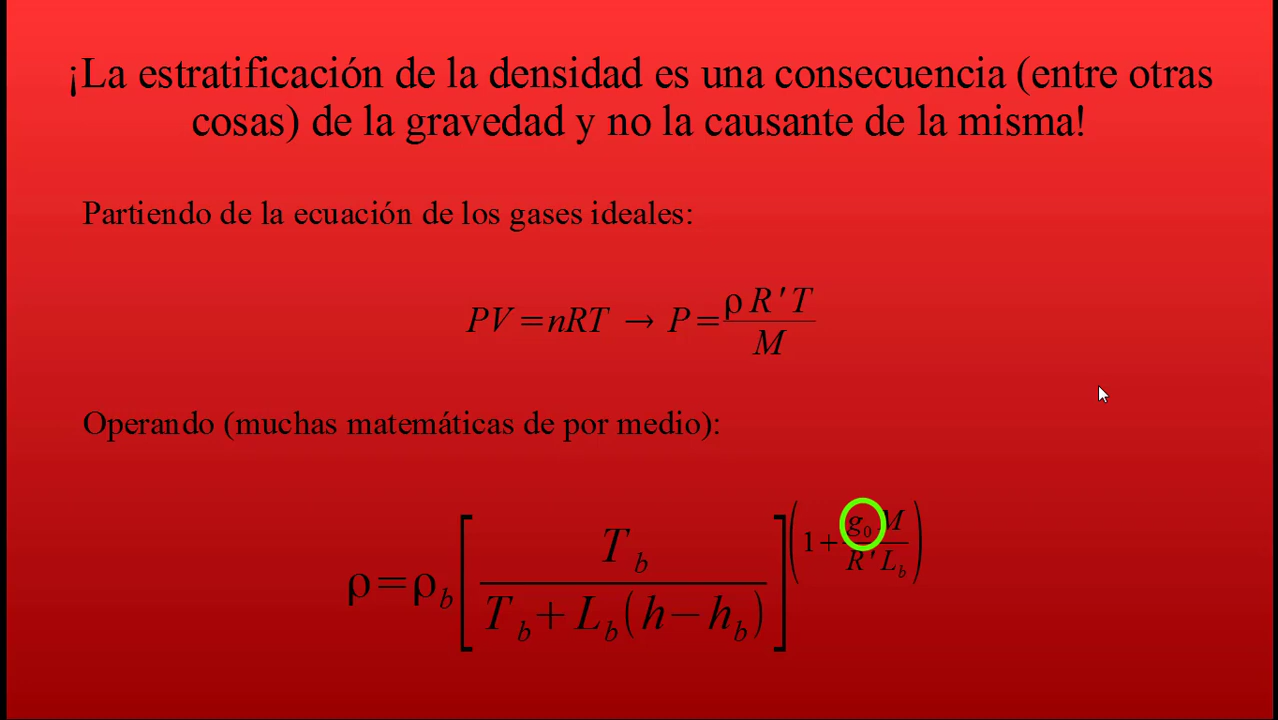 ¡La estratificación de la densidad es una consecuencia (entre otras
cosas) de la gravedad y no la causante de la misma!
Partiendo de la ecuación de los gases ideales:
PV=nRT → P=ρR'T/M
Operando (muchas matemáticas de por medio):
ρ=ρ_b[T_b/(T_b+L_b(h−h_b))]^(1+g_0M/R'L_b)